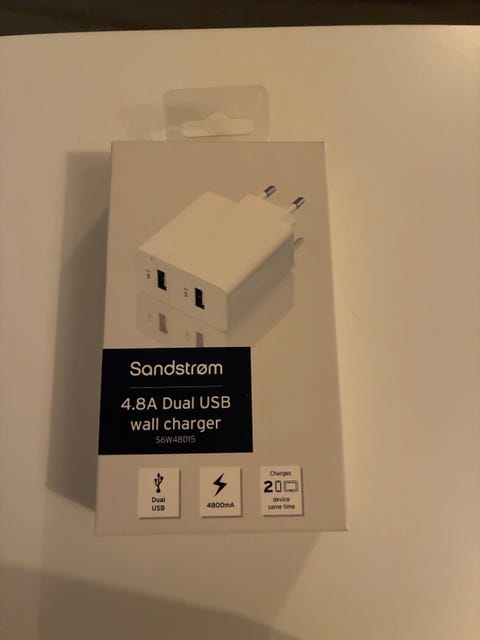 Sandstrøm
4.8A Dual USB
wall charger
S6W48D15
Dual
USB
4800mA
Charges
2
device
same time